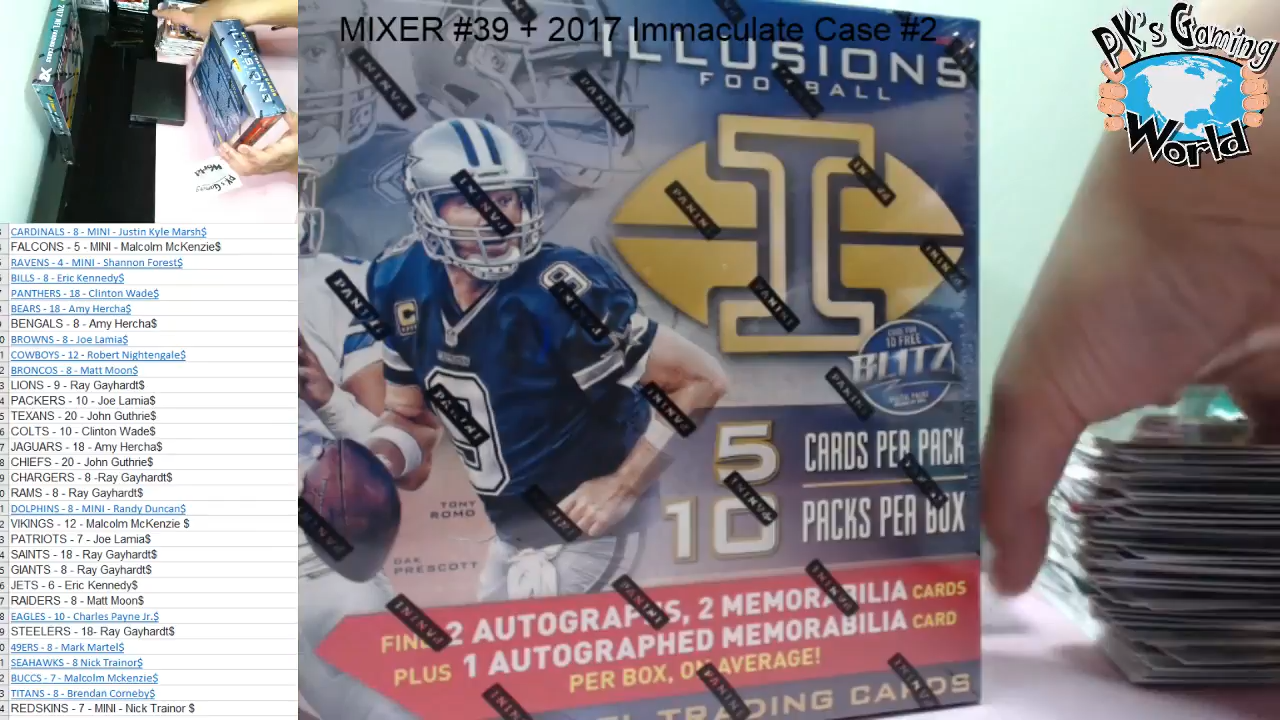 MIXER #39 + 2017 Immaculate Case #2
PK's Gaming
World
ILLUSIONS
FOOTBALL
PANINI
CODE FOR
10 FREE
BLITZ
5 CARDS PER PACK
10 PACKS PER BOX
TONY
ROMO
DAK
PRESCOTT
FIND 2 AUTOGRAPHS, 2 MEMORABILIA CARDS
PLUS 1 AUTOGRAPHED MEMORABILIA CARD
PER BOX, ON AVERAGE!
TRADING CARDS
CARDINALS - 8 - MINI - Justin Kyle Marsh$
FALCONS - 5 - MINI - Malcolm McKenzie$
RAVENS - 4 - MINI - Shannon Forest$
BILLS - 8 - Eric Kennedy$
PANTHERS - 18 - Clinton Wade$
BEARS - 18 - Amy Hercha$
BENGALS - 8 - Amy Hercha$
BROWNS - 8 - Joe Lamia$
COWBOYS - 12 - Robert Nightengale$
BRONCOS - 8 - Matt Moon$
LIONS - 9 - Ray Gayhardt$
PACKERS - 10 - Joe Lamia$
TEXANS - 20 - John Guthrie$
COLTS - 10 - Clinton Wade$
JAGUARS - 18 - Amy Hercha$
CHIEFS - 20 - John Guthrie$
CHARGERS - 8 -Ray Gayhardt$
RAMS - 8 - Ray Gayhardt$
DOLPHINS - 8 - MINI - Randy Duncan$
VIKINGS - 12 - Malcolm McKenzie $
PATRIOTS - 7 - Joe Lamia$
SAINTS - 18 - Ray Gayhardt$
GIANTS - 8 - Ray Gayhardt$
JETS - 6 - Eric Kennedy$
RAIDERS - 8 - Matt Moon$
EAGLES - 10 - Charles Payne Jr.$
STEELERS - 18- Ray Gayhardt$
49ERS - 8 - Mark Martel$
SEAHAWKS - 8 Nick Trainor$
BUCCS - 7 - Malcolm Mckenzie$
TITANS - 8 - Brendan Corneby$
REDSKINS - 7 - MINI - Nick Trainor $